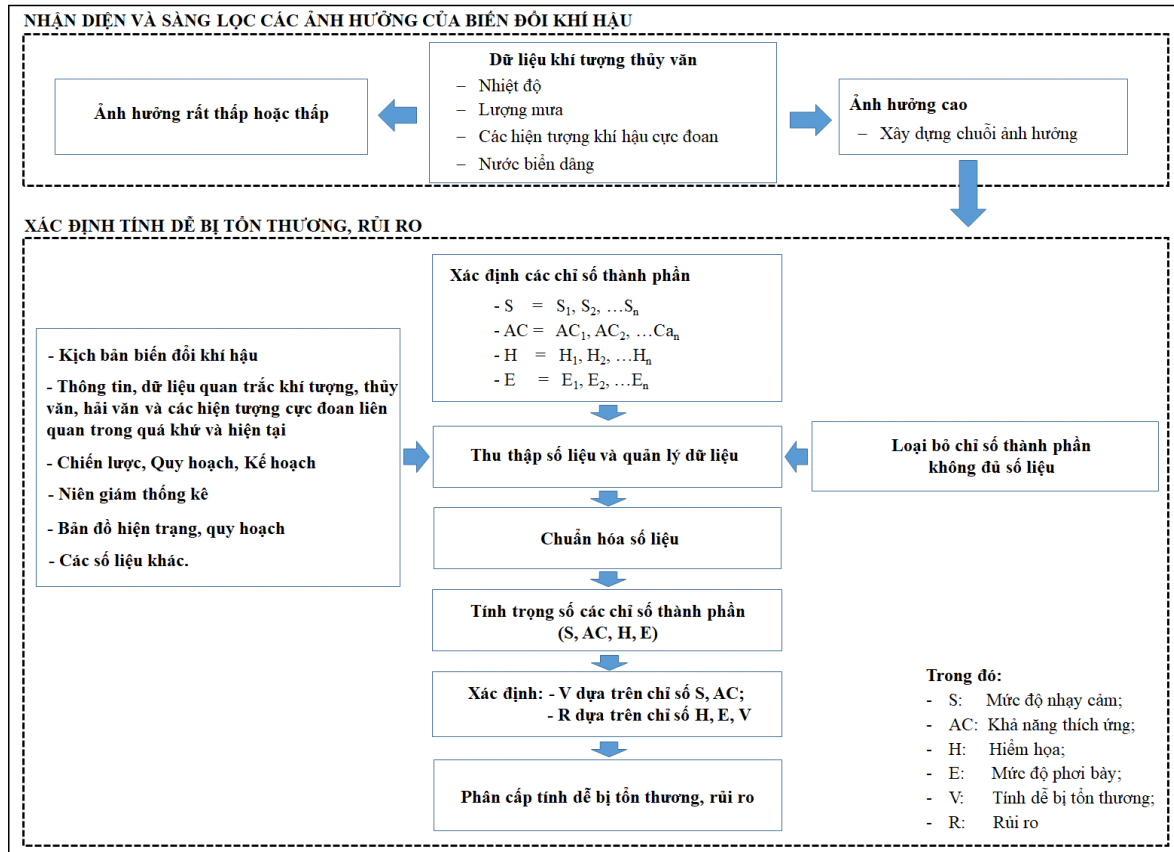 NHẬN DIỆN VÀ SÀNG LỌC CÁC ẢNH HƯỞNG CỦA BIẾN ĐỔI KHÍ HẬU
Ảnh hưởng rất thấp hoặc thấp
Dữ liệu khí tượng thủy văn
– Nhiệt độ
– Lượng mưa
– Các hiện tượng khí hậu cực đoan
– Nước biển dâng
Ảnh hưởng cao
– Xây dựng chuỗi ảnh hưởng
XÁC ĐỊNH TÍNH DỄ BỊ TỔN THƯƠNG, RỦI RO
Xác định các chỉ số thành phần
- S = S1, S2, …Sn
- AC = AC1, AC2, …Can
- H = H1, H2, …Hn
- E = E1, E2, …En
- Kịch bản biến đổi khí hậu
- Thông tin, dữ liệu quan trắc khí tượng, thủy
văn, hải văn và các hiện tượng cực đoan liên
quan trong quá khứ và hiện tại
- Chiến lược, Quy hoạch, Kế hoạch
- Niên giám thống kê
- Bản đồ hiện trạng, quy hoạch
- Các số liệu khác.
Thu thập số liệu và quản lý dữ liệu
Loại bỏ chỉ số thành phần
không đủ số liệu
Chuẩn hóa số liệu
Tính trọng số các chỉ số thành phần
(S, AC, H, E)
Xác định: - V dựa trên chỉ số S, AC;
- R dựa trên chỉ số H, E, V
Phân cấp tính dễ bị tổn thương, rủi ro
Trong đó:
- S: Mức độ nhạy cảm;
- AC: Khả năng thích ứng;
- H: Hiểm họa;
- E: Mức độ phơi bày;
- V: Tính dễ bị tổn thương;
- R: Rủi ro